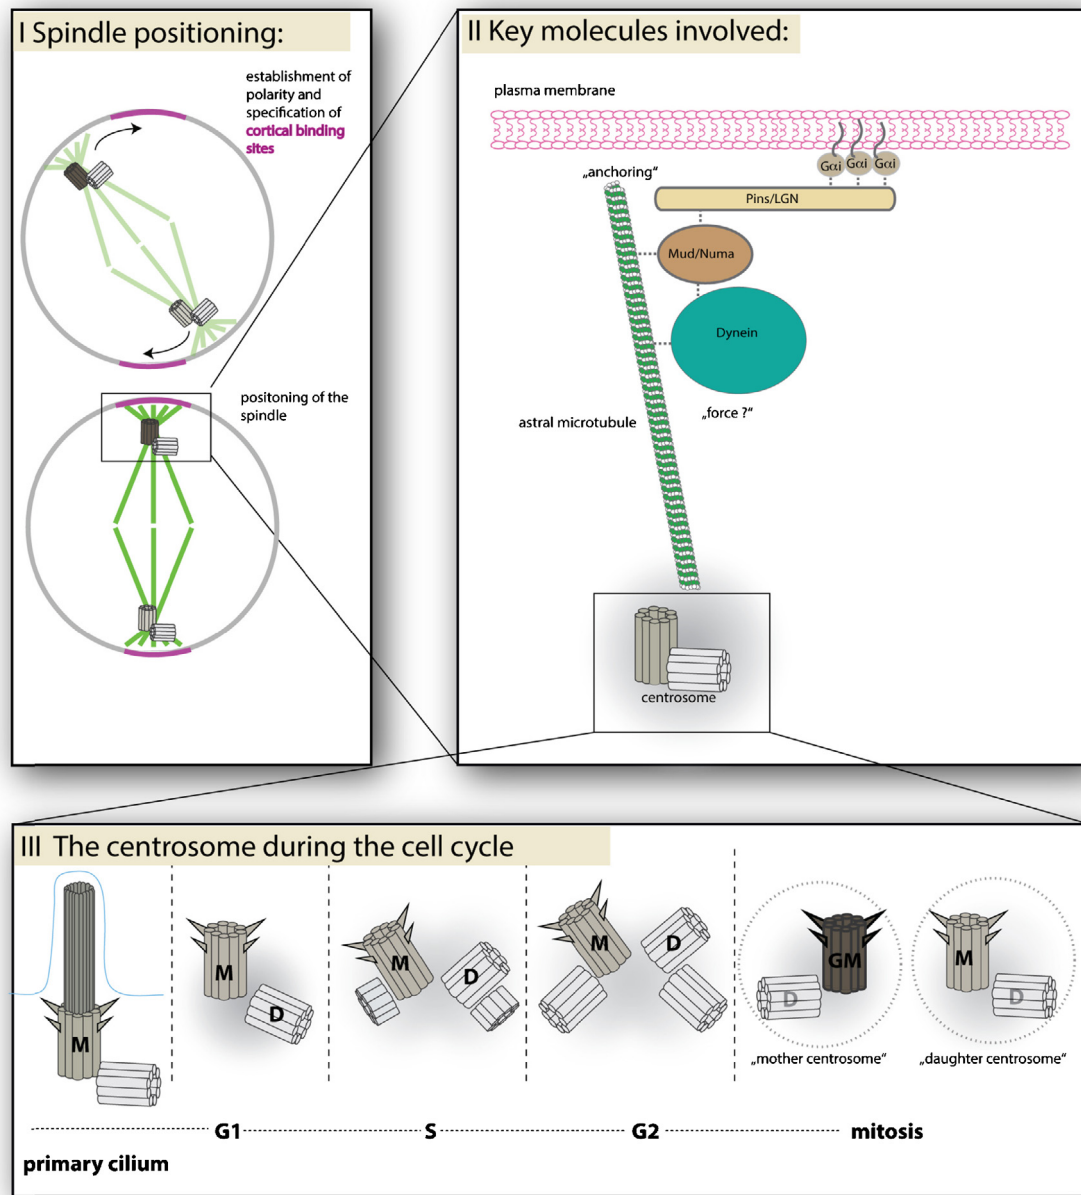 I Spindle positioning:
establishment of
polarity and
specification of
cortical binding
sites
positoning of the
spindle
II Key molecules involved:
plasma membrane
Gαi
Gαi
Gαi
„anchoring“
Pins/LGN
Mud/Numa
Dynein
„force ?“
astral microtubule
centrosome
III The centrosome during the cell cycle
M
M
D
M
D
M
D
GM
D
M
D
„mother centrosome“
„daughter centrosome“
G1
S
G2
mitosis
primary cilium